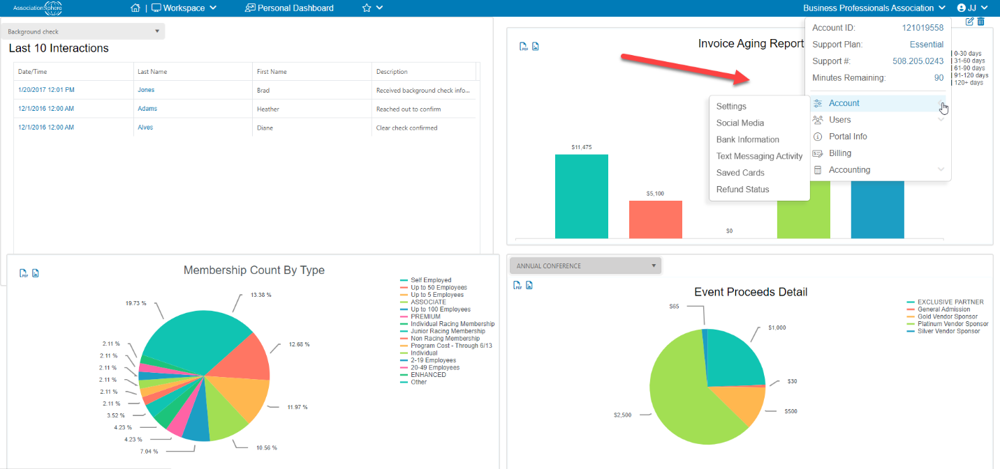 AssociationSphere
Workspace
Personal Dashboard
Business Professionals Association
JJ
Background check
Last 10 Interactions
Date/Time Last Name First Name Description
1/20/2017 12:01 PM Jones Brad Received background check info...
12/1/2016 12:00 AM Adams Heather Reached out to confirm
12/1/2016 12:00 AM Alves Diane Clear check confirmed
PDF
Invoice Aging Report
0-30 days
31-60 days
61-90 days
91-120 days
120+ days
$11,475
$5,100
$0
Account ID: 121019558
Support Plan: Essential
Support #: 508.205.0243
Minutes Remaining: 90
Account
Users
Portal Info
Billing
Accounting
Settings
Social Media
Bank Information
Text Messaging Activity
Saved Cards
Refund Status
PDF
Membership Count By Type
19.73 %
13.38 %
12.68 %
11.97 %
10.56 %
7.04 %
4.23 %
4.23 %
3.52 %
2.11 %
2.11 %
2.11 %
2.11 %
2.11 %
2.11 %
Self Employed
Up to 50 Employees
Up to 5 Employees
ASSOCIATE
Up to 100 Employees
PREMIUM
Individual Racing Membership
Junior Racing Membership
Non Racing Membership
Program Cost - Through 6/13
Individual
2-19 Employees
20-49 Employees
ENHANCED
Other
ANNUAL CONFERENCE
PDF
Event Proceeds Detail
$65
$1,000
$30
$500
$2,500
EXCLUSIVE PARTNER
General Admission
Gold Vendor Sponsor
Platinum Vendor Sponsor
Silver Vendor Sponsor